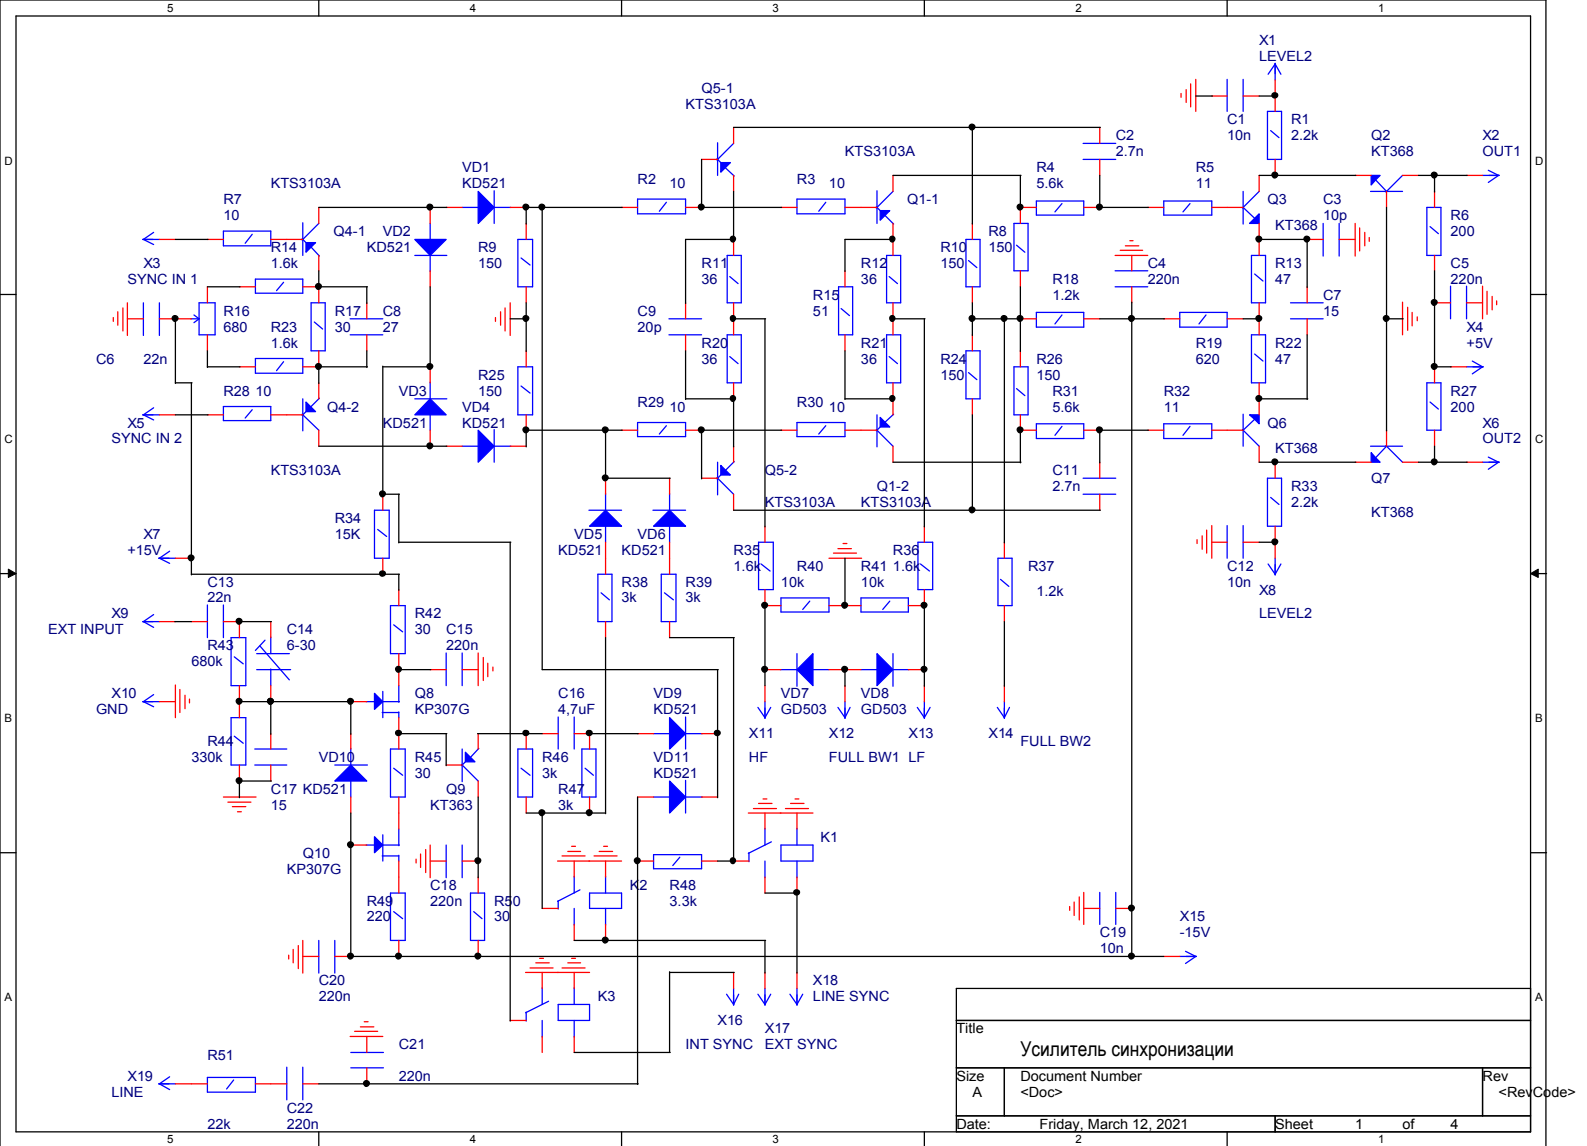 5 4 3 2 1
X1
LEVEL2
Q5-1
KTS3103A
C1
10n
R1
2.2k
Q2
KT368
X2
OUT1
C2
2.7n
D
D
KTS3103A
VD1
KD521
R2 10
R3 10
KTS3103A
Q1-1
R4
5.6k
R5
11
Q3
KT368
C3
10p
R6
200
R7
10
Q4-1
R14
1.6k
VD2
KD521
R9
150
R10
150
R8
150
C4
220n
R13
47
C5
220n
X3
SYNC IN 1
R16
680
R17
30
C8
27
R23
1.6k
C9
20p
R11
36
R12
36
R15
51
R18
1.2k
R19
620
C7
15
X4
+5V
C6 22n
R20
36
R21
36
R24
150
R26
150
R22
47
R28 10
Q4-2
R25
150
VD3
KD521
VD4
KD521
R29
10
R30 10
R31
5.6k
R32
11
Q6
KT368
R27
200
X5
SYNC IN 2
X6
OUT2
C
C
KTS3103A
Q5-2
KTS3103A
Q1-2
KTS3103A
C11
2.7n
R33
2.2k
Q7
KT368
R34
15K
X7
+15V
VD5
KD521
VD6
KD521
R35
1.6k
R40
10k
R41
10k
R36
1.6k
R37
1.2k
C12
10n
X8
LEVEL2
C13
22n
X9
EXT INPUT
R43
680k
C14
6-30
R42
30
C15
220n
R38
3k
R39
3k
X10
GND
Q8
KP307G
C16
4,7uF
VD9
KD521
VD7
GD503
VD8
GD503
B
B
X11
HF
X12
FULL BW1
X13
LF
X14
FULL BW2
R44
330k
C17
15
VD10
KD521
R45
30
Q9
KT363
R46
3k
R47
3k
VD11
KD521
K1
Q10
KP307G
C18
220n
R49
220
R50
30
K2
R48
3.3k
C19
10n
X15
-15V
C20
220n
K3
X16
INT SYNC
X17
EXT SYNC
X18
LINE SYNC
A
A
R51
22k
X19
LINE
C22
220n
C21
220n
Title
Усилитель синхронизации
Size
A
Document Number
<Doc>
Rev
<RevCode>
Date: Friday, March 12, 2021 Sheet 1 of 4
5 4 3 2 1